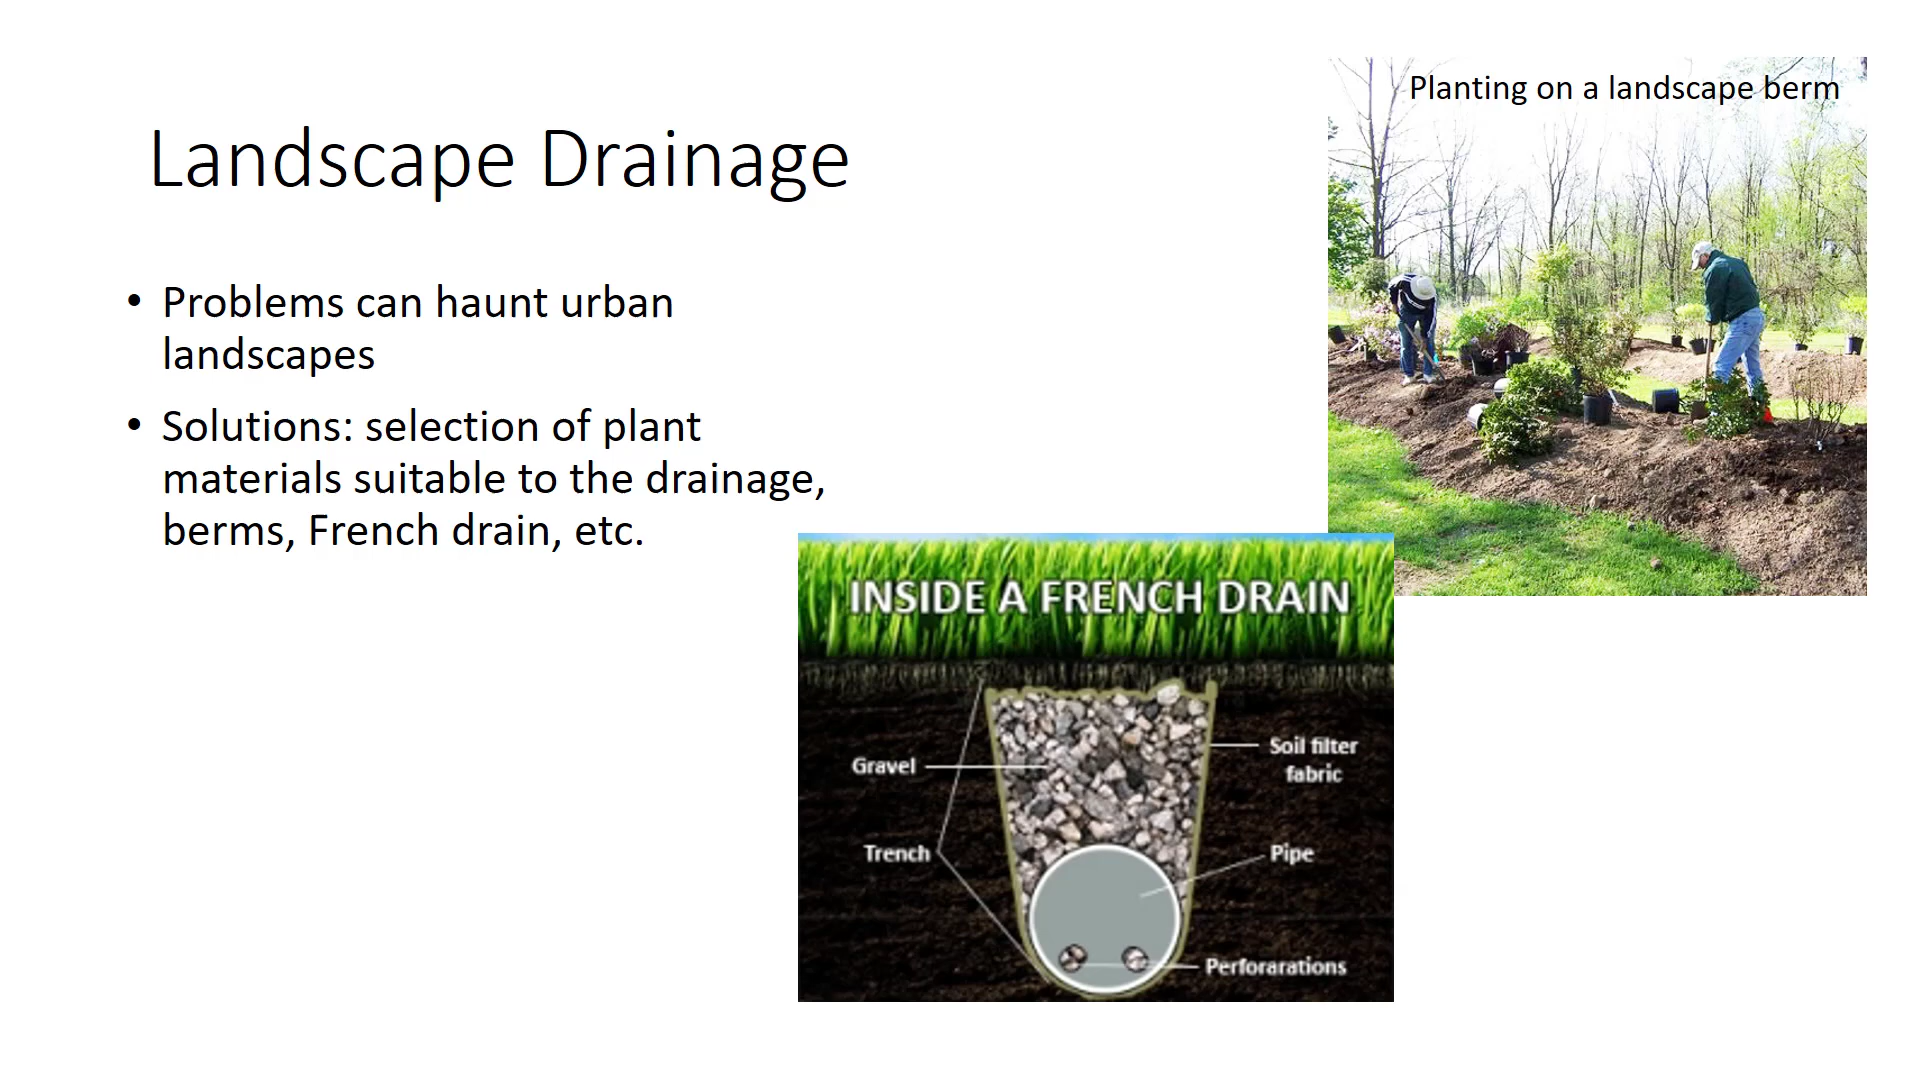 Planting on a landscape berm
Landscape Drainage
• Problems can haunt urban
landscapes
• Solutions: selection of plant
materials suitable to the drainage,
berms, French drain, etc.
INSIDE A FRENCH DRAIN
Gravel
Soil filter
fabric
Trench
Pipe
Perforarations